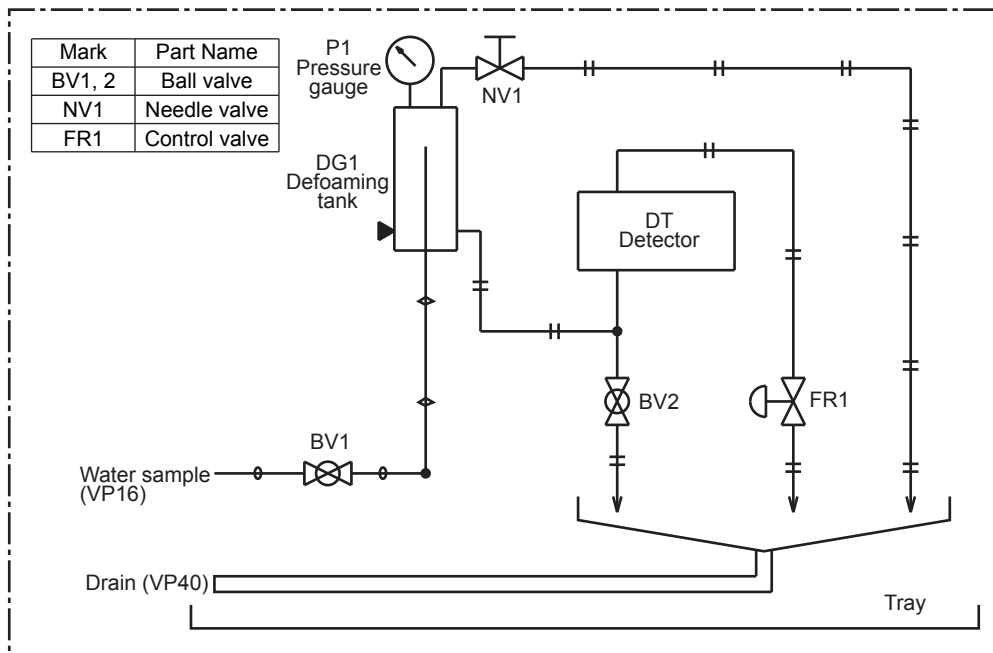 Mark Part Name
BV1, 2 Ball valve
NV1 Needle valve
FR1 Control valve
P1
Pressure
gauge
NV1
DG1
Defoaming
tank
DT
Detector
BV2
FR1
BV1
Water sample
(VP16)
Drain (VP40)
Tray